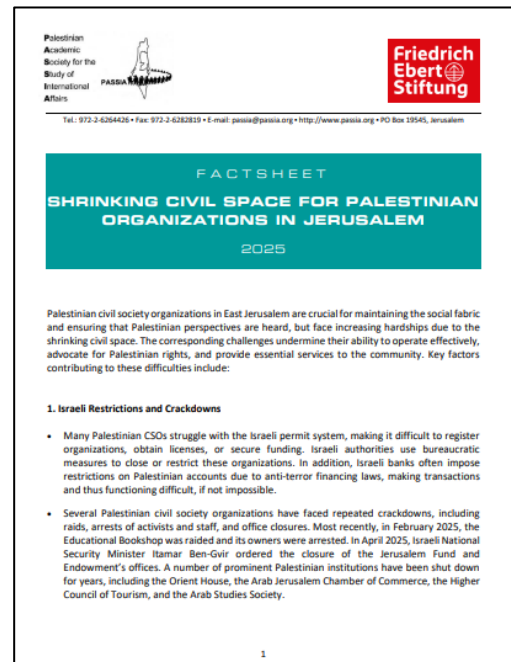 Palestinian
Academic
Society for the
Study of
International
Affairs
PASSIA
Friedrich
Ebert
Stiftung
Tel.: 972-2-6264426 • Fax: 972-2-6282819 • E-mail: passia@passia.org • http://www.passia.org • PO Box 19545, Jerusalem
FACTSHEET
SHRINKING CIVIL SPACE FOR PALESTINIAN
ORGANIZATIONS IN JERUSALEM
2025
Palestinian civil society organizations in East Jerusalem are crucial for maintaining the social fabric
and ensuring that Palestinian perspectives are heard, but face increasing hardships due to the
shrinking civil space. The corresponding challenges undermine their ability to operate effectively,
advocate for Palestinian rights, and provide essential services to the community. Key factors
contributing to these difficulties include:
1. Israeli Restrictions and Crackdowns
• Many Palestinian CSOs struggle with the Israeli permit system, making it difficult to register
organizations, obtain licenses, or secure funding. Israeli authorities use bureaucratic
measures to close or restrict these organizations. In addition, Israeli banks often impose
restrictions on Palestinian accounts due to anti-terror financing laws, making transactions
and thus functioning difficult, if not impossible.
• Several Palestinian civil society organizations have faced repeated crackdowns, including
raids, arrests of activists and staff, and office closures. Most recently, in February 2025, the
Educational Bookshop was raided and its owners were arrested. In April 2025, Israeli National
Security Minister Itamar Ben-Gvir ordered the closure of the Jerusalem Fund and
Endowment's offices. A number of prominent Palestinian institutions have been shut down
for years, including the Orient House, the Arab Jerusalem Chamber of Commerce, the Higher
Council of Tourism, and the Arab Studies Society.
1